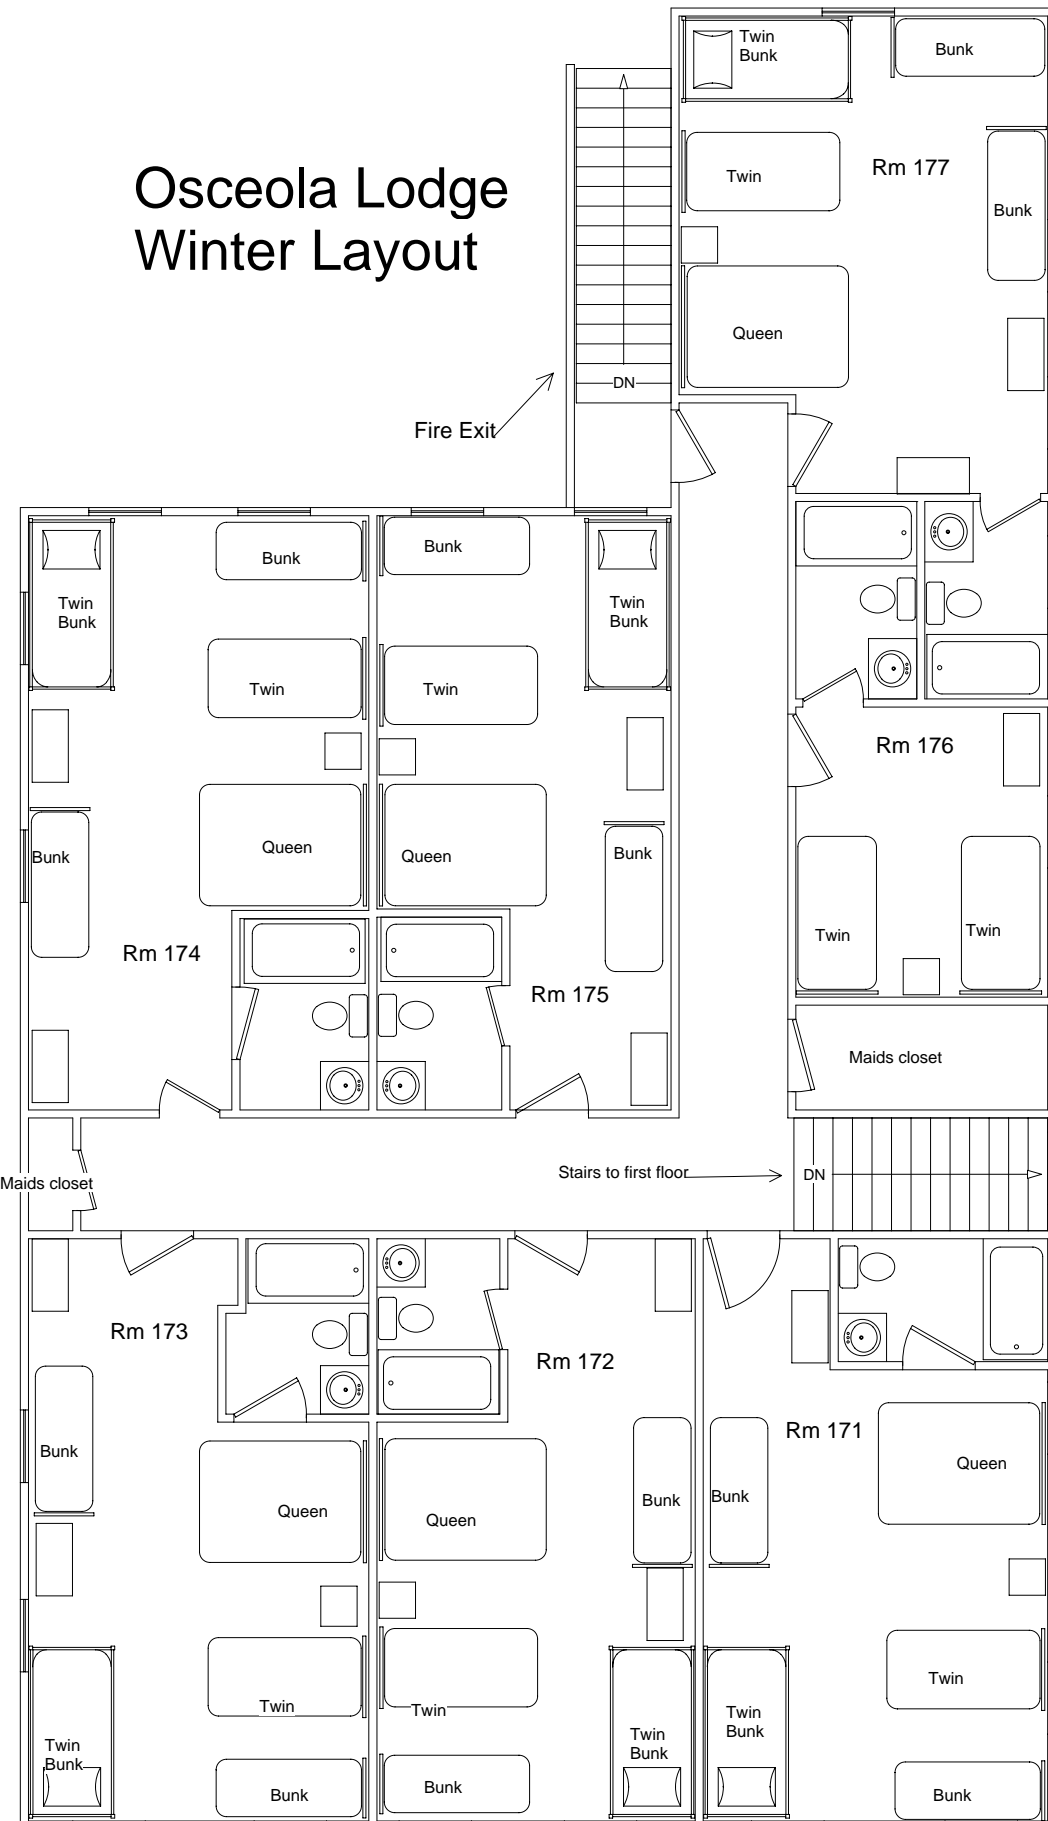 Osceola Lodge
Winter Layout
Twin
Bunk
Bunk
Rm 177
Twin
Bunk
Queen
DN
Fire Exit
Bunk
Bunk
Twin
Bunk
Twin
Bunk
Twin
Twin
Rm 176
Queen
Queen
Bunk
Bunk
Twin
Twin
Rm 174
Rm 175
Maids closet
Stairs to first floor
DN
Maids closet
Rm 173
Rm 172
Rm 171
Bunk
Queen
Queen
Queen
Bunk
Bunk
Twin
Twin
Twin
Twin
Bunk
Twin
Bunk
Twin
Bunk
Bunk
Bunk
Bunk